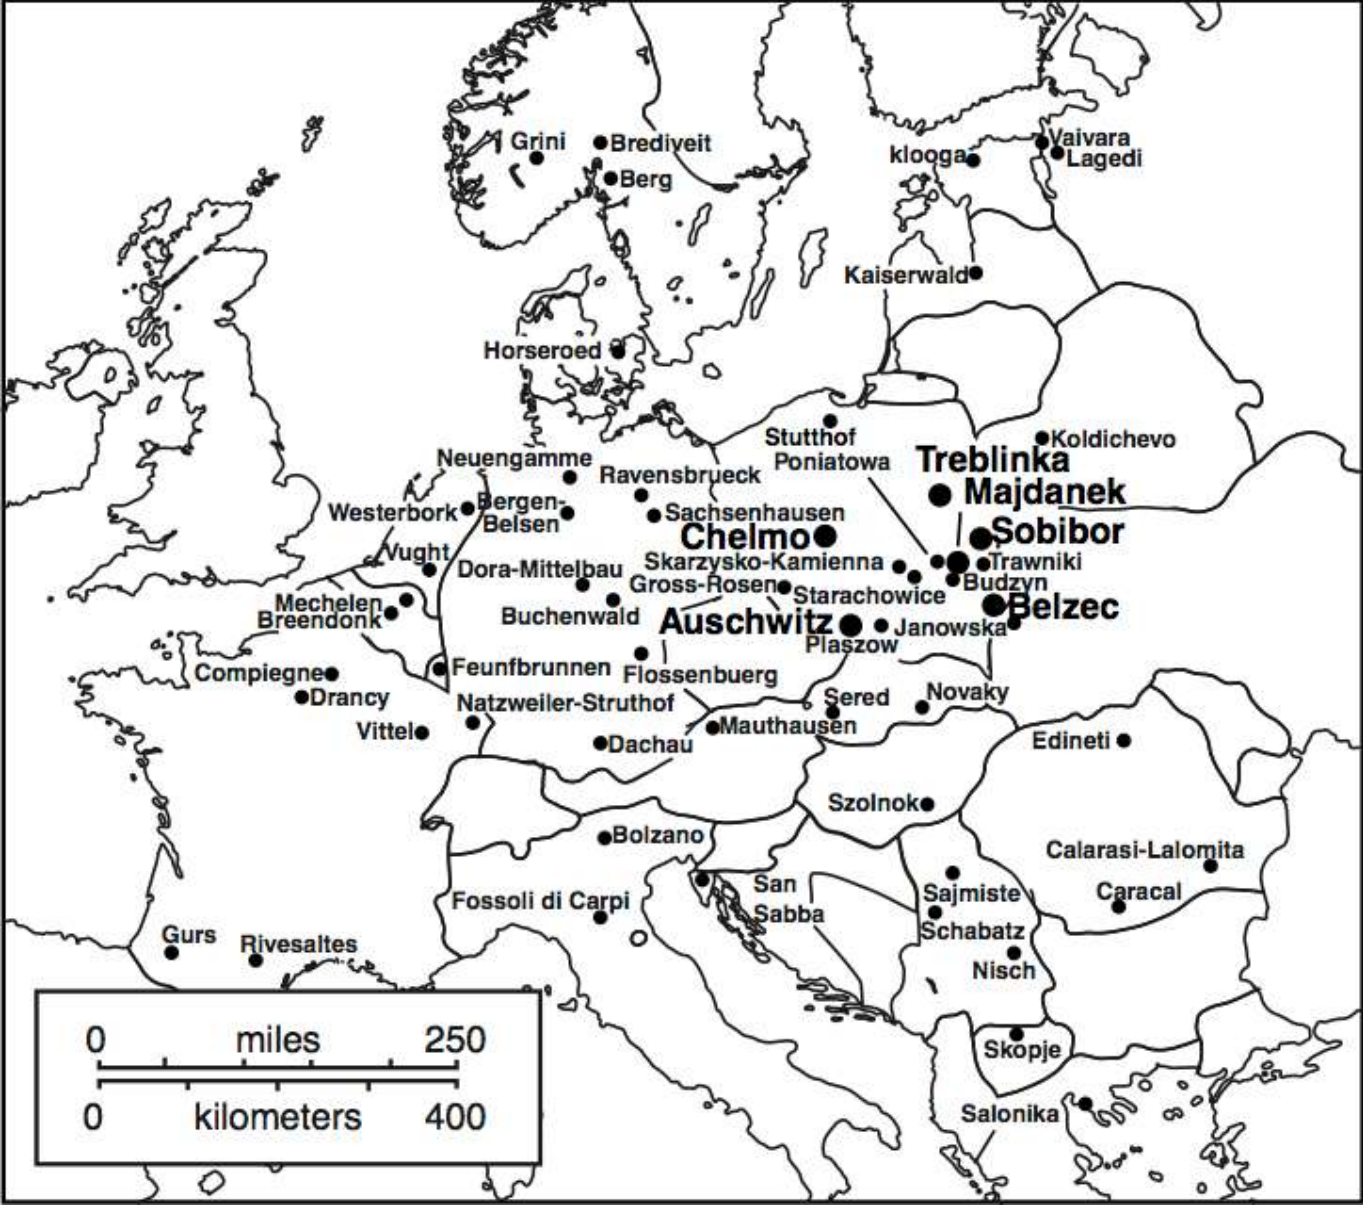 Grini
Brediveit
Berg
Vaivara
klooga
Lagedi
Kaiserwald
Horseroed
Stutthof
Koldichevo
Neuengamme
Poniatowa
Treblinka
Ravensbrueck
Majdanek
Bergen-
Belsen
Westerbork
Sachsenhausen
Chelmo
Sobibor
Vught
Skarzysko-Kamienna
Trawniki
Dora-Mittelbau
Gross-Rosen
Budzyn
Starachowice
Mechelen
Breendonk
Buchenwald
Auschwitz
Belzec
Janowska
Plaszow
Compiegne
Feunfbrunnen
Flossenbuerg
Drancy
Natzweiler-Struthof
Sered
Novaky
Vittel
Mauthausen
Dachau
Edineti
Szolnok
Bolzano
Calarasi-Lalomita
San
Sabba
Sajmiste
Caracal
Fossoli di Carpi
Schabatz
Gurs
Rivesaltes
Nisch
0 miles 250
Skopje
0 kilometers 400
Salonika